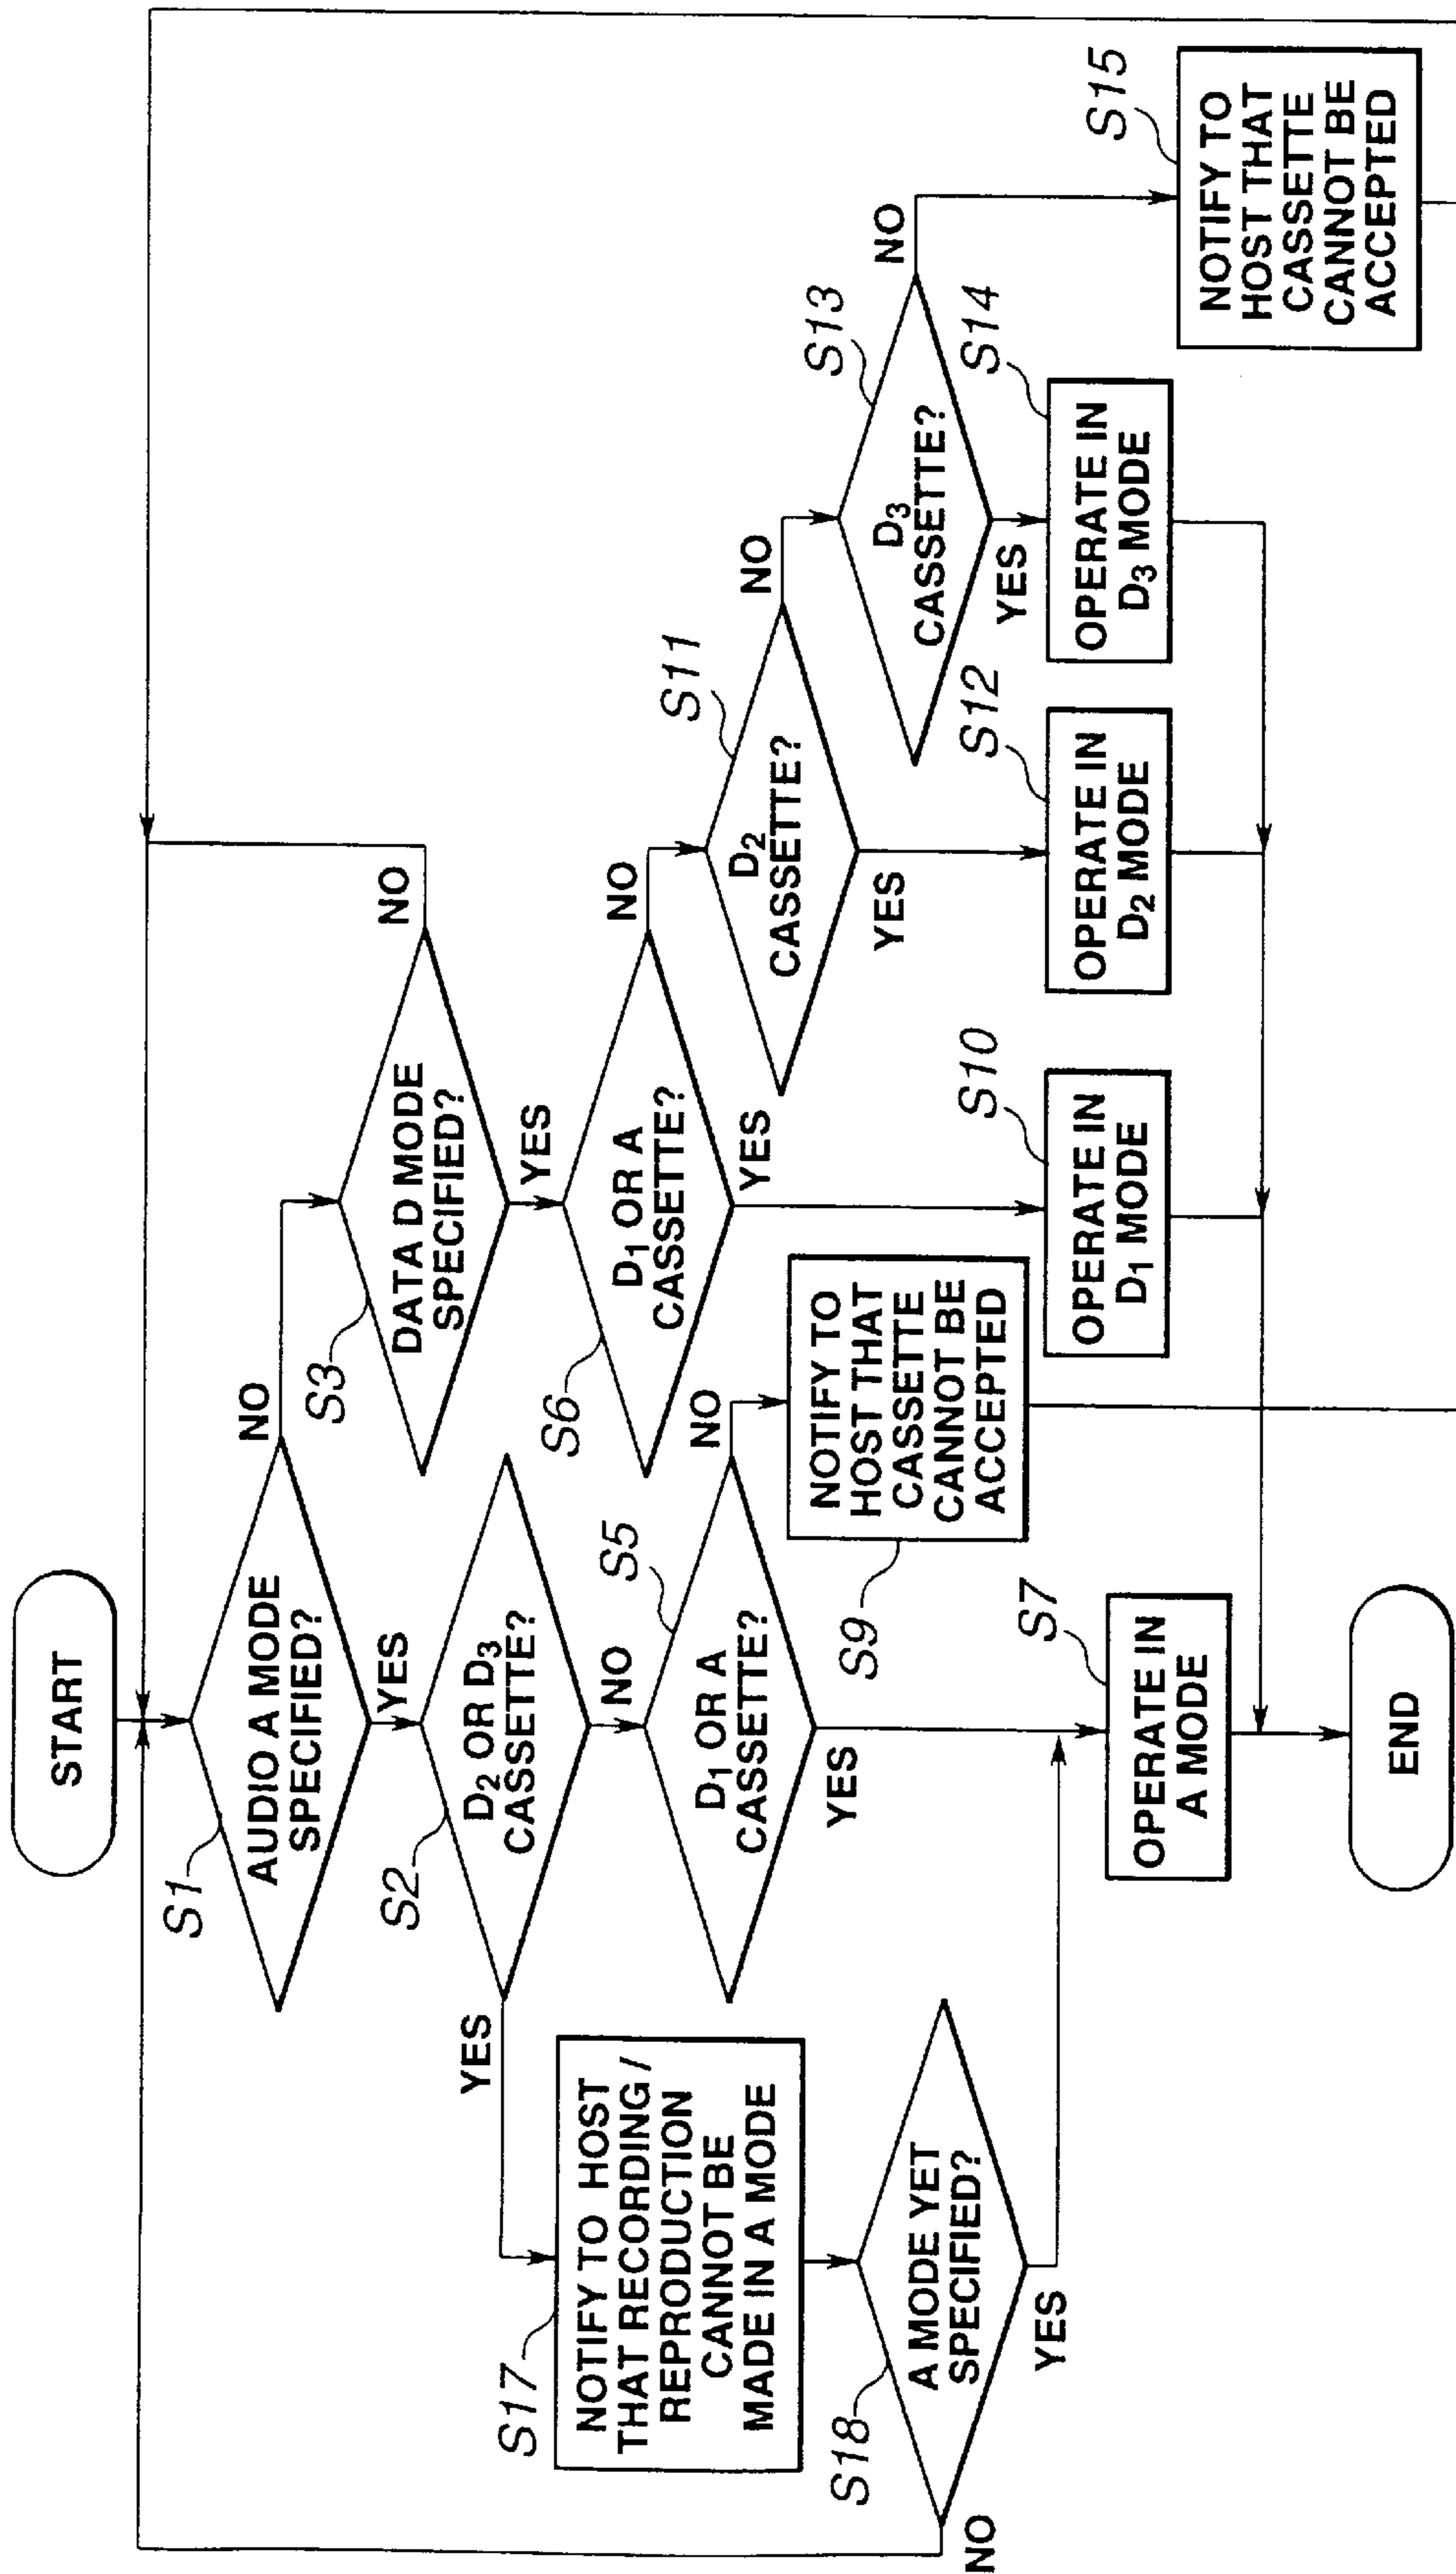 START
S1
AUDIO A MODE
SPECIFIED?
NO
YES
S3
DATA D MODE
SPECIFIED?
NO
YES
S2
D2 OR D3
CASSETTE?
YES
NO
S17
NOTIFY TO HOST
THAT RECORDING /
REPRODUCTION
CANNOT BE
MADE IN A MODE
S5
D1 OR A
CASSETTE?
NO
YES
S6
D1 OR A
CASSETTE?
NO
YES
S11
D2
CASSETTE?
NO
YES
S13
D3
CASSETTE?
NO
YES
S18
A MODE YET
SPECIFIED?
NO
YES
S9
NOTIFY TO
HOST THAT
CASSETTE
CANNOT BE
ACCEPTED
S7
OPERATE IN
A MODE
S10
OPERATE IN
D1 MODE
S12
OPERATE IN
D2 MODE
S14
OPERATE IN
D3 MODE
S15
NOTIFY TO
HOST THAT
CASSETTE
CANNOT BE
ACCEPTED
END